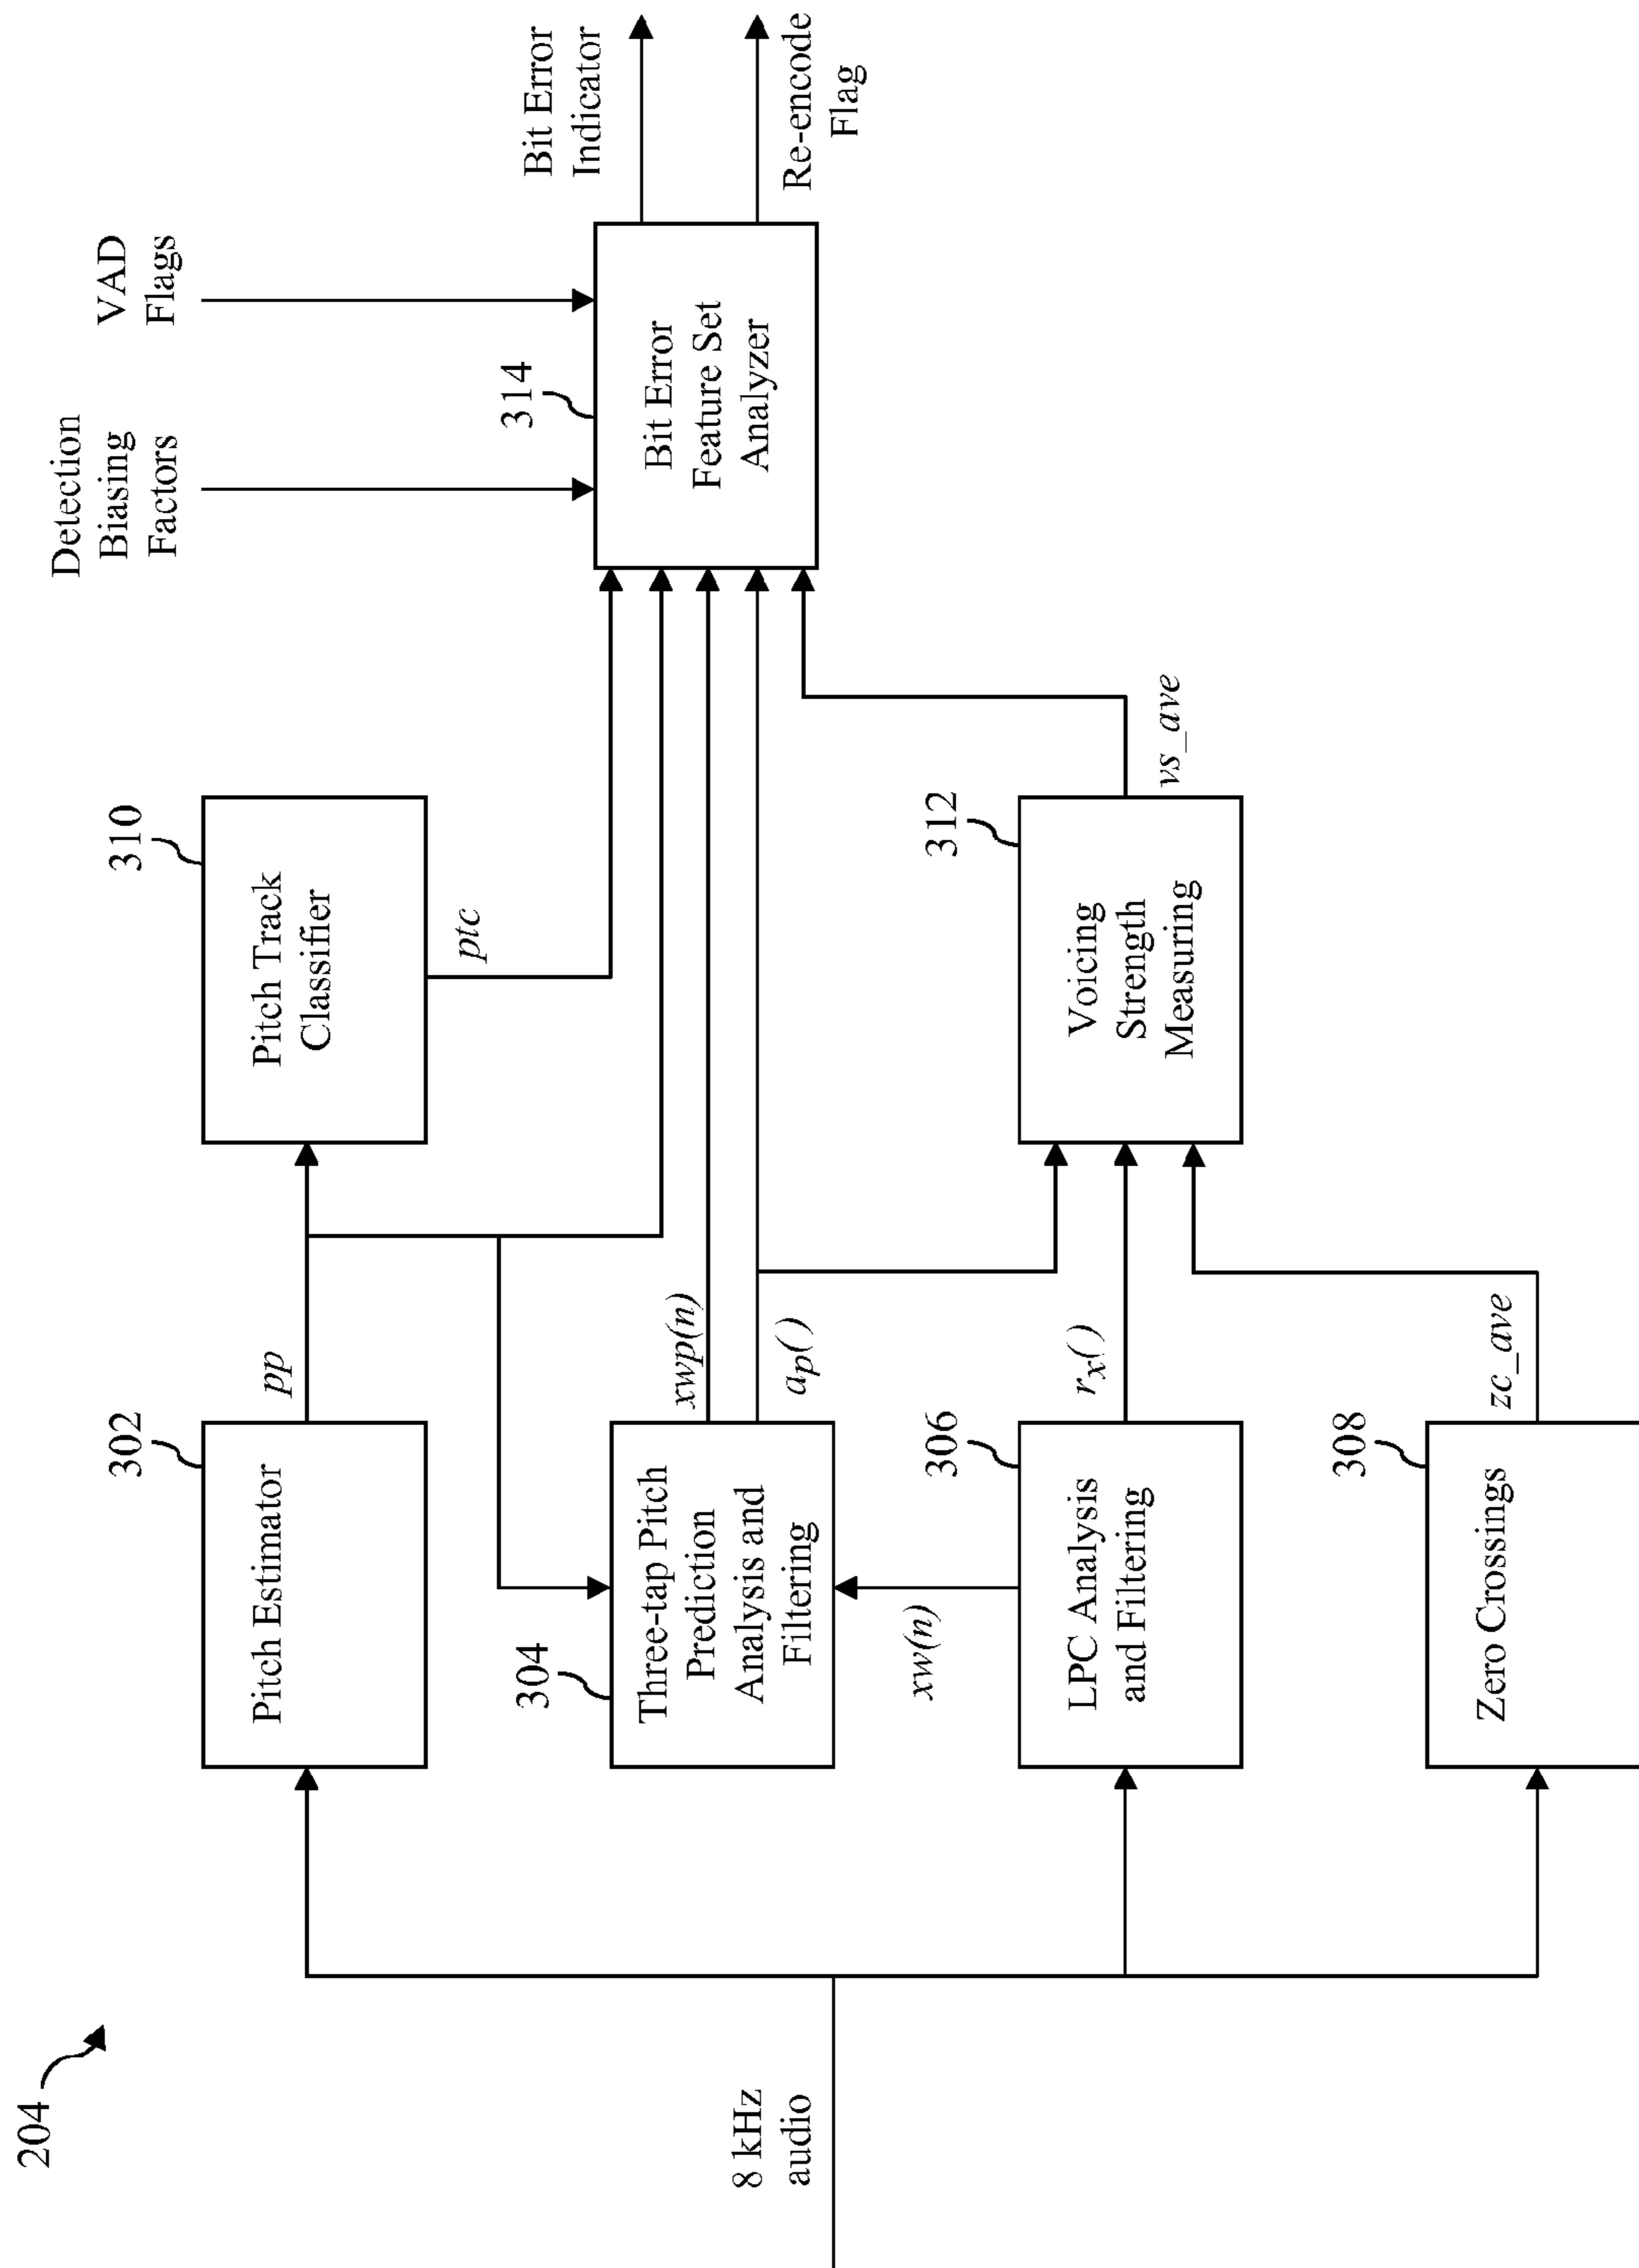 204
8 kHz
audio
302
Pitch Estimator
pp
310
Pitch Track
Classifier
ptc
304
Three-tap Pitch
Prediction
Analysis and
Filtering
xwp(n)
ap()
xw(n)
306
LPC Analysis
and Filtering
rx()
308
Zero Crossings
zc_ave
312
Voicing
Strength
Measuring
vs_ave
Detection
Biasing
Factors
VAD
Flags
314
Bit Error
Feature Set
Analyzer
Bit Error
Indicator
Re-encode
Flag